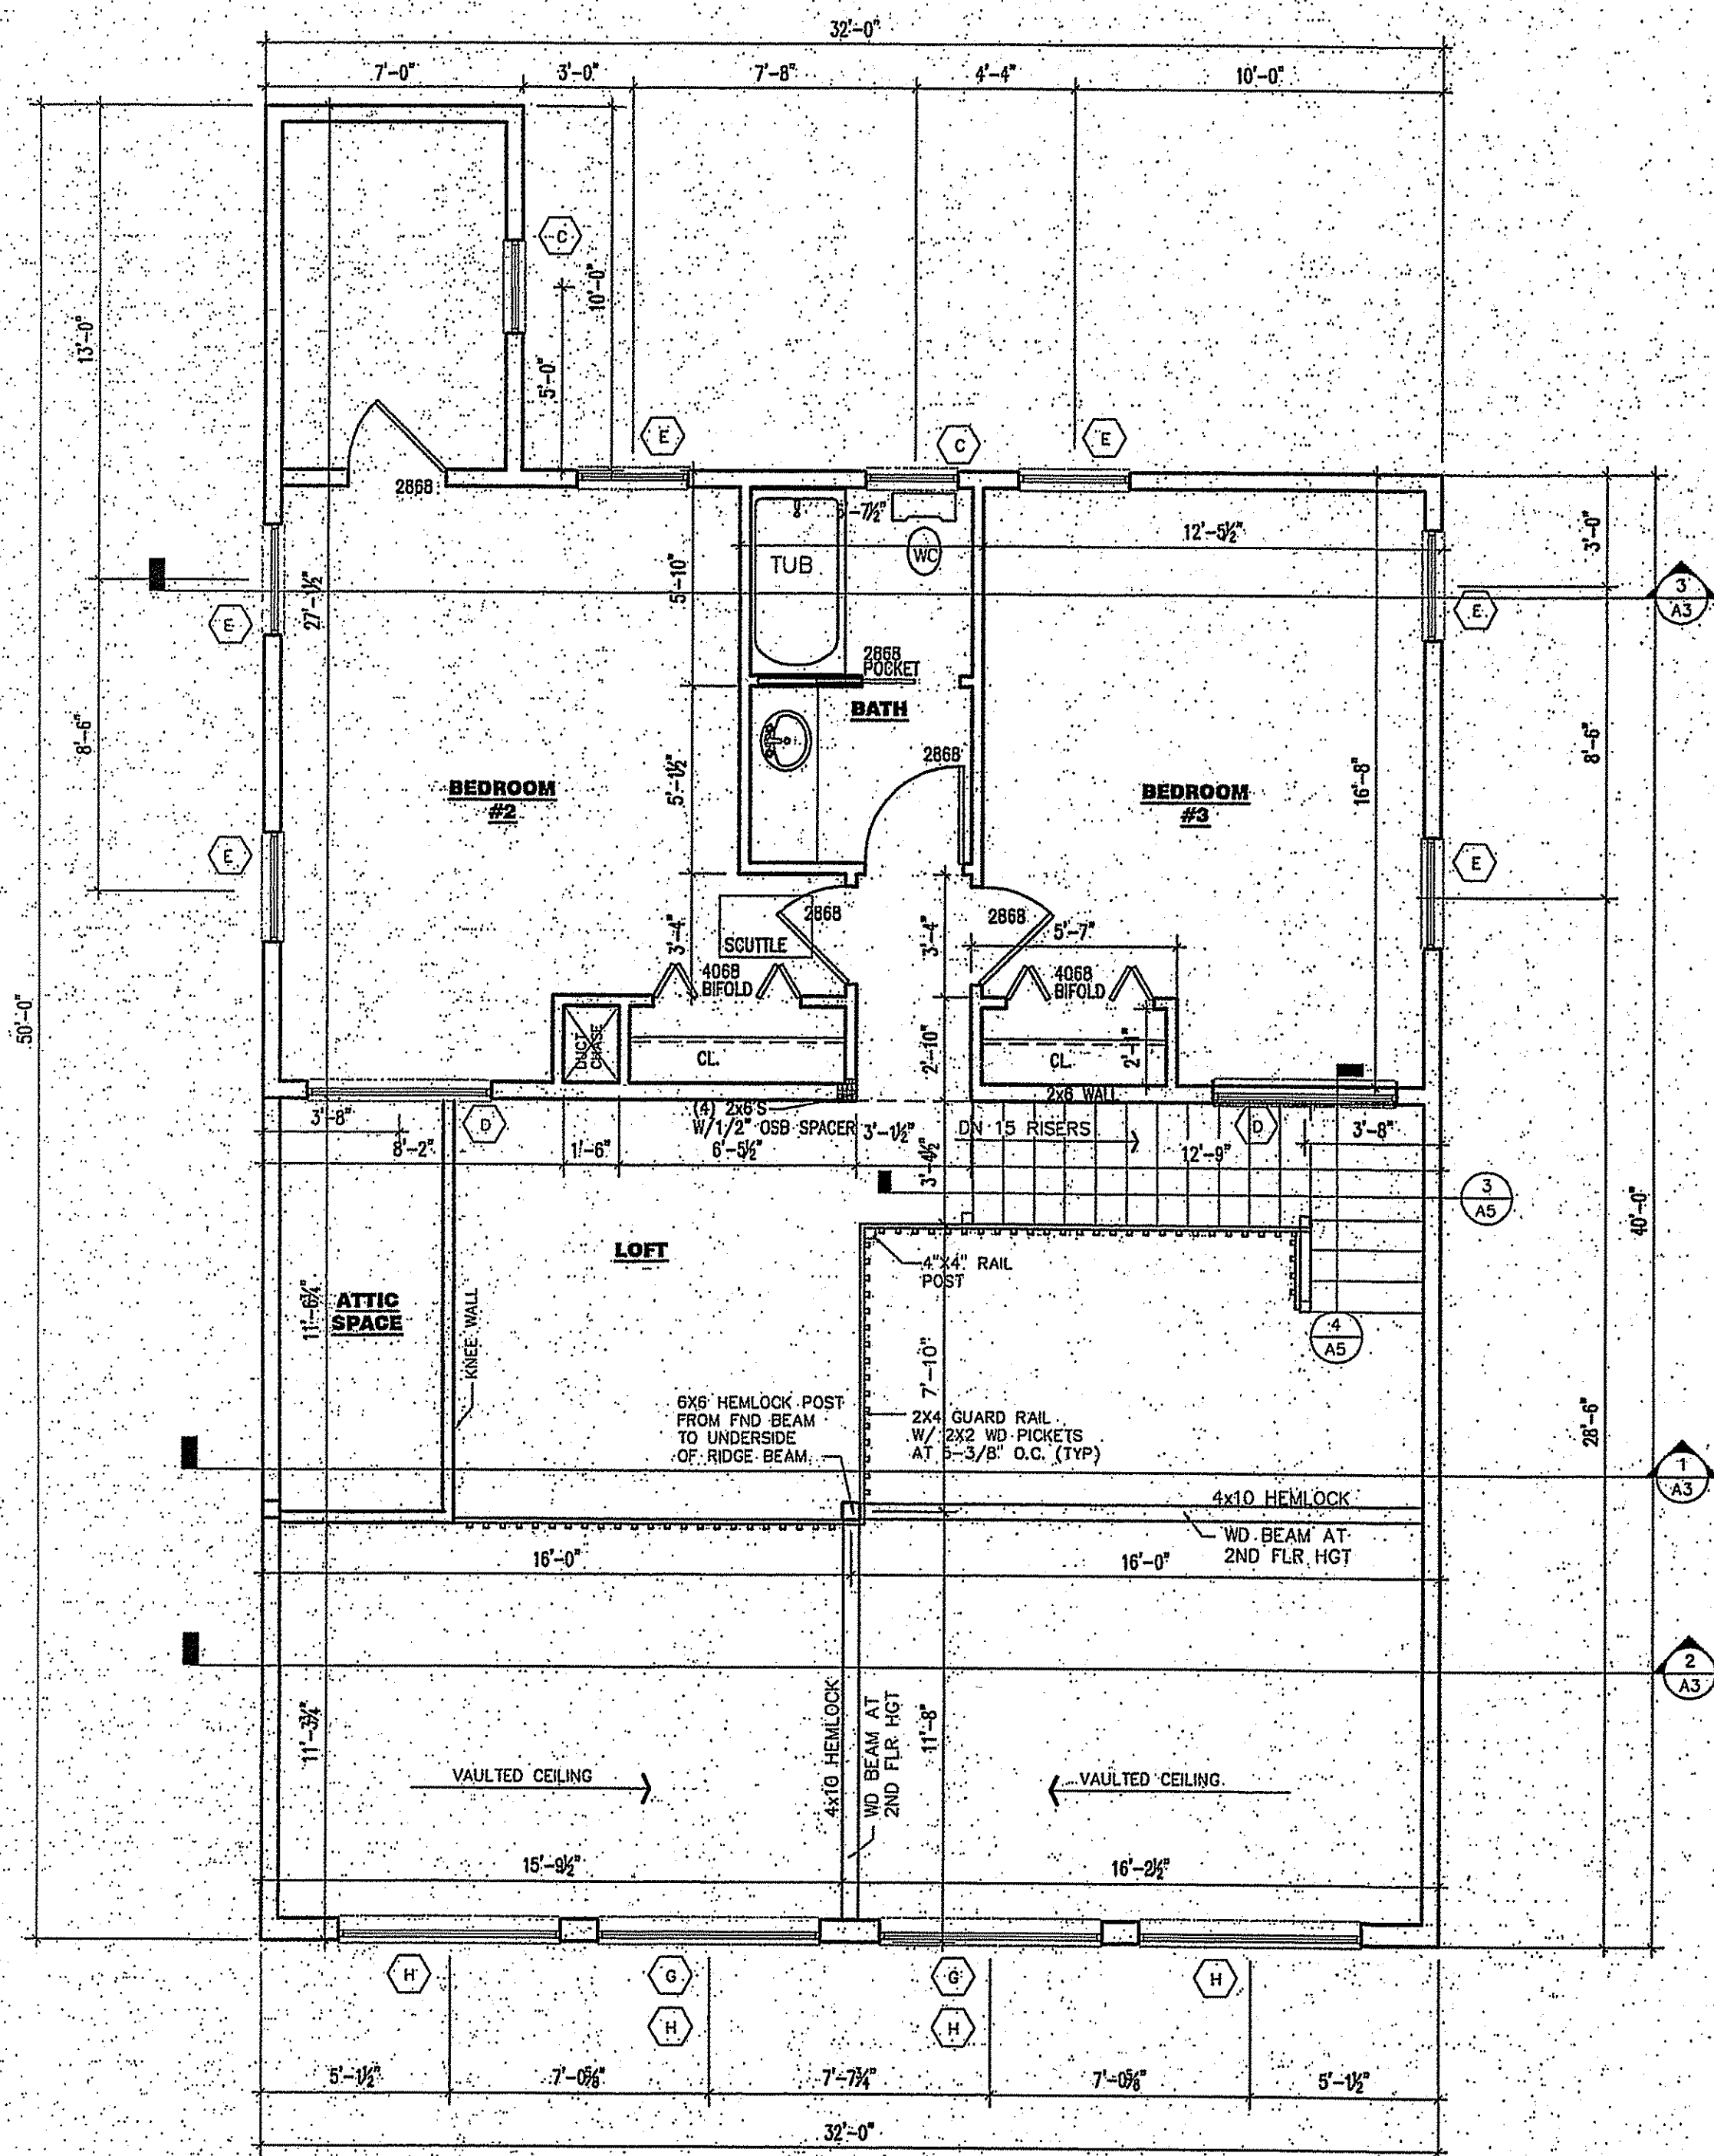 32'-0"
7'-0"
3'-0"
7'-8"
4'-4"
10'-0"
C
10'-0"
13'-0"
5'-0"
E
C
E
2868
-7½"
12'-5½"
3'-0"
TUB
WC
3
A3
27'-1½"
5'-10"
E
E
2868
POCKET
BATH
8'-6"
8'-6"
2868
5'-1½"
16'-8"
BEDROOM
#2
BEDROOM
#3
E
E
2868
2868
3'-4"
SCUTTLE
3'-4"
5'-7"
4068
BIFOLD
4068
BIFOLD
50'-0"
DUCT
CHASE
CL.
2'-10"
CL.
2'-11"
2x6 WALL
(4) 2x6'S
W/1/2" OSB SPACER
3'-8"
D
3'-1½"
DN 15 RISERS
D
3'-8"
8'-2"
1'-6"
6'-5½"
3'-4½"
12'-9"
3
A5
40'-0"
LOFT
4"X4" RAIL
POST
ATTIC
SPACE
11'-6¼"
KNEE WALL
4
A5
7'-10"
6X6 HEMLOCK POST
FROM FND BEAM
TO UNDERSIDE
OF RIDGE BEAM
2X4 GUARD RAIL
W/ 2X2 WD PICKETS
AT 5-3/8" O.C. (TYP)
28'-6"
1
A3
4x10 HEMLOCK
WD BEAM AT
2ND FLR HGT
16'-0"
16'-0"
2
A3
11'-3¾"
4x10 HEMLOCK
WD BEAM AT
2ND FLR HGT
11'-8"
VAULTED CEILING
VAULTED CEILING
15'-9½"
16'-2½"
H
G
G
H
H
H
5'-1½"
7'-0⅝"
7'-7¾"
7'-0⅝"
5'-1½"
32'-0"